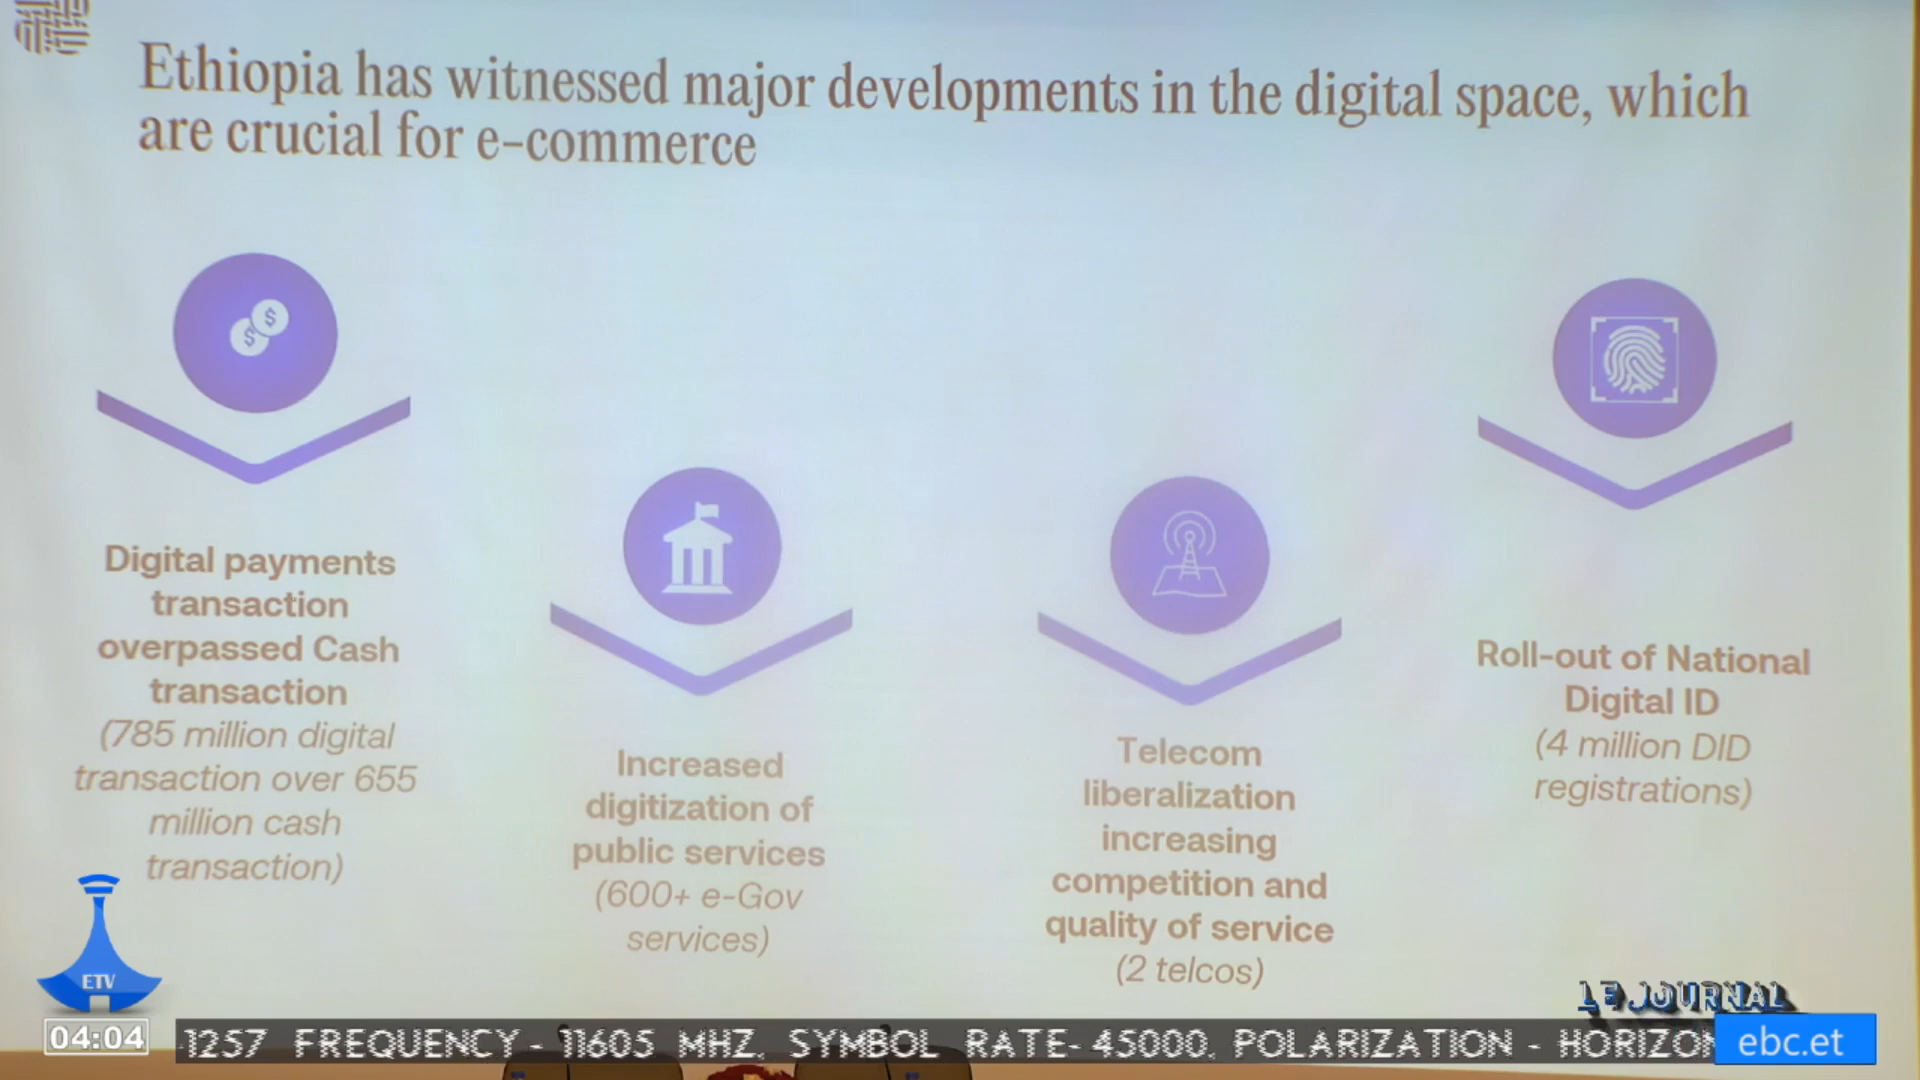 Ethiopia has witnessed major developments in the digital space, which
are crucial for e-commerce
$
$
Digital payments
transaction
overpassed Cash
transaction
(785 million digital
transaction over 655
million cash
transaction)
Increased
digitization of
public services
(600+ e-Gov
services)
Telecom
liberalization
increasing
competition and
quality of service
(2 telcos)
Roll-out of National
Digital ID
(4 million DID
registrations)
ETV
LE JOURNAL
04:04
1257 FREQUENCY - 11605 MHZ, SYMBOL RATE- 45000, POLARIZATION - HORIZON
ebc.et